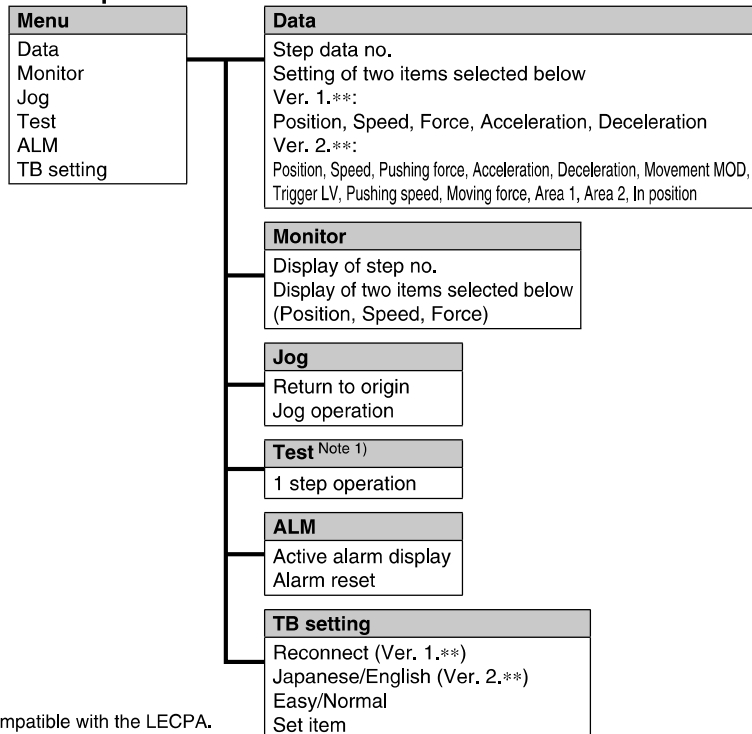 Menu
Data
Monitor
Jog
Test
ALM
TB setting
Data
Step data no.
Setting of two items selected below
Ver. 1.**:
Position, Speed, Force, Acceleration, Deceleration
Ver. 2.**:
Position, Speed, Pushing force, Acceleration, Deceleration, Movement MOD,
Trigger LV, Pushing speed, Moving force, Area 1, Area 2, In position
Monitor
Display of step no.
Display of two items selected below
(Position, Speed, Force)
Jog
Return to origin
Jog operation
Test Note 1)
1 step operation
ALM
Active alarm display
Alarm reset
TB setting
Reconnect (Ver. 1.**)
Japanese/English (Ver. 2.**)
Easy/Normal
Set item
mpatible with the LECPA.